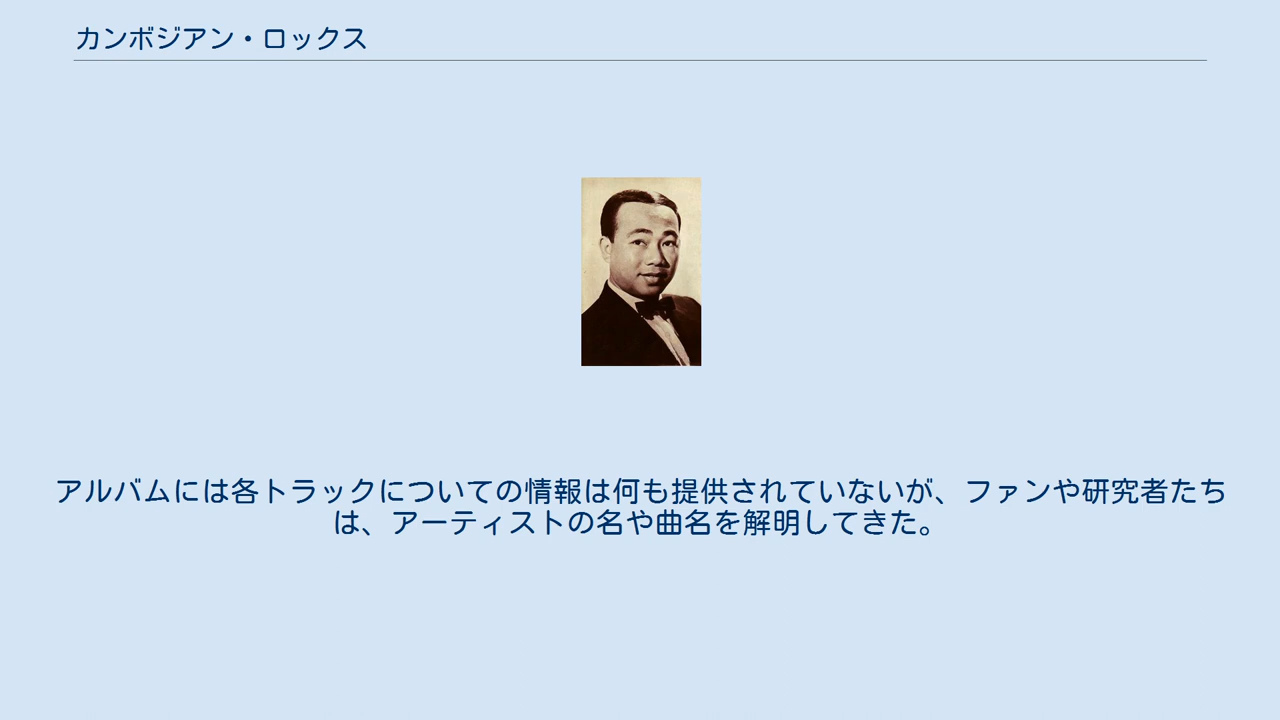 カンボジアン・ロックス
アルバムには各トラックについての情報は何も提供されていないが、ファンや研究者たち
は、アーティストの名や曲名を解明してきた。